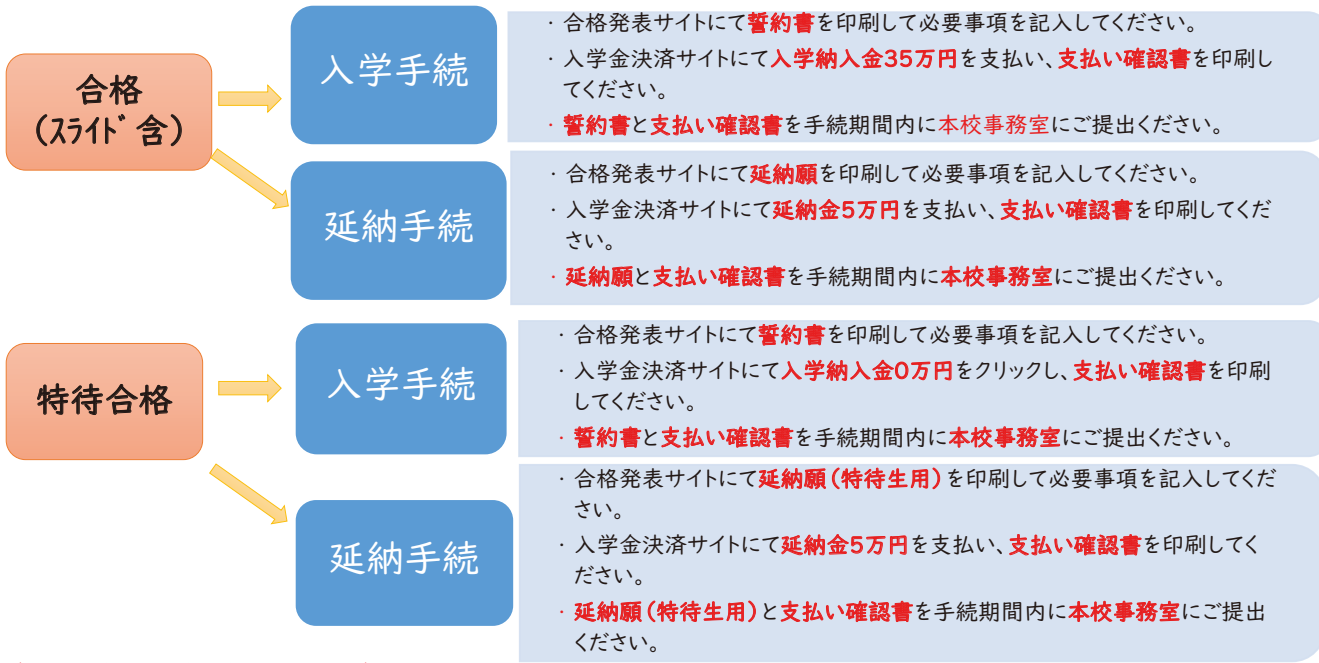 合格
(スライド含)
入学手続
・合格発表サイトにて誓約書を印刷して必要事項を記入してください。
・入学金決済サイトにて入学納入金35万円を支払い、支払い確認書を印刷し
てください。
・誓約書と支払い確認書を手続期間内に本校事務室にご提出ください。
延納手続
・合格発表サイトにて延納願を印刷して必要事項を記入してください。
・入学金決済サイトにて延納金5万円を支払い、支払い確認書を印刷してくだ
さい。
・延納願と支払い確認書を手続期間内に本校事務室にご提出ください。
特待合格
入学手続
・合格発表サイトにて誓約書を印刷して必要事項を記入してください。
・入学金決済サイトにて入学納入金0万円をクリックし、支払い確認書を印刷
してください。
・誓約書と支払い確認書を手続期間内に本校事務室にご提出ください。
延納手続
・合格発表サイトにて延納願(特待生用)を印刷して必要事項を記入してくだ
さい。
・入学金決済サイトにて延納金5万円を支払い、支払い確認書を印刷してく
ださい。
・延納願(特待生用)と支払い確認書を手続期間内に本校事務室にご提出
ください。